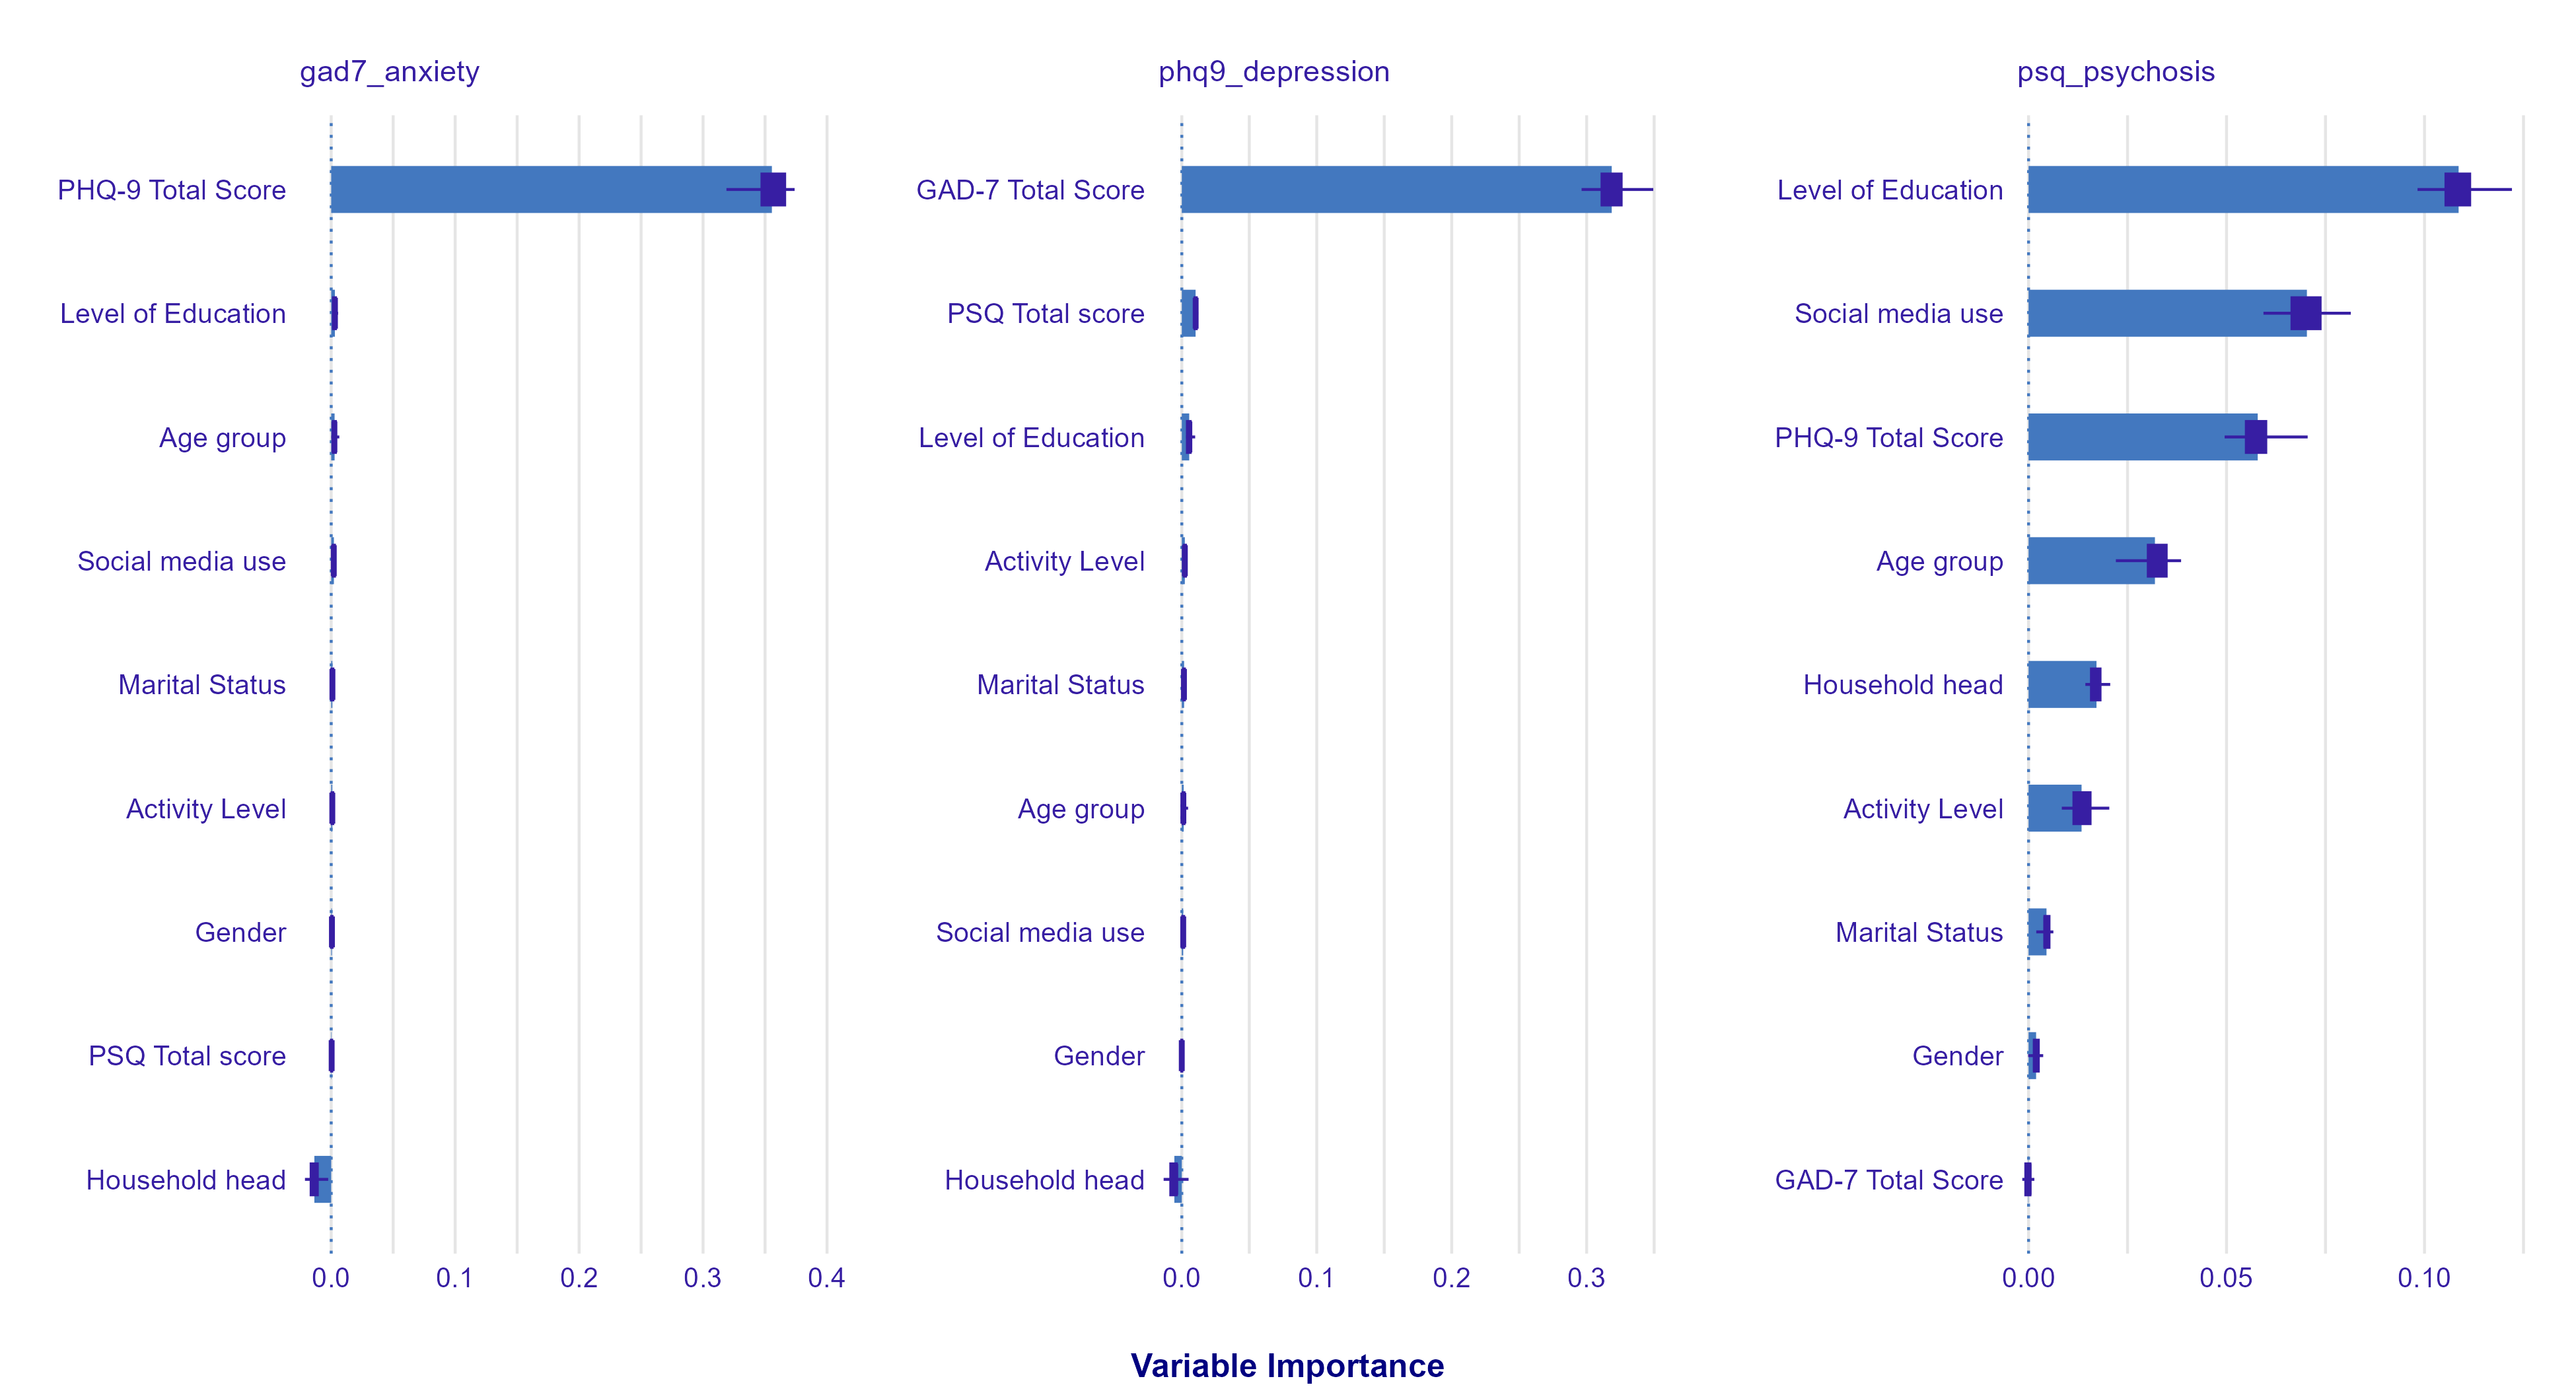 gad7_anxiety
PHQ-9 Total Score
Level of Education
Age group
Social media use
Marital Status
Activity Level
Gender
PSQ Total score
Household head
0.0 0.1 0.2 0.3 0.4
phq9_depression
GAD-7 Total Score
PSQ Total score
Level of Education
Activity Level
Marital Status
Age group
Social media use
Gender
Household head
0.0 0.1 0.2 0.3
psq_psychosis
Level of Education
Social media use
PHQ-9 Total Score
Age group
Household head
Activity Level
Marital Status
Gender
GAD-7 Total Score
0.00 0.05 0.10
Variable Importance